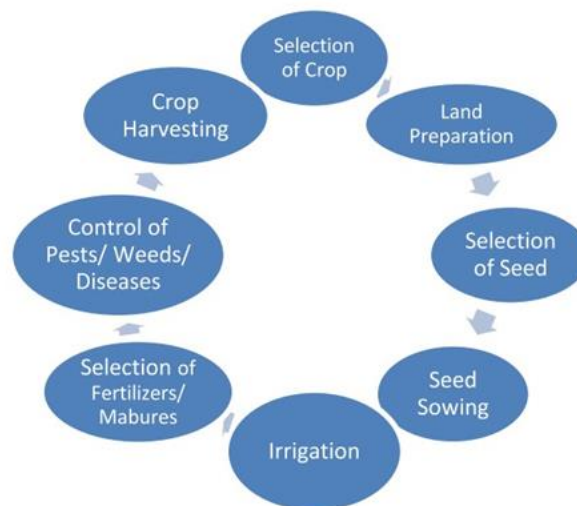 Selection
of Crop
Land
Preparation
Selection
of Seed
Seed
Sowing
Irrigation
Selection of
Fertilizers/
Mabures
Control of
Pests/ Weeds/
Diseases
Crop
Harvesting